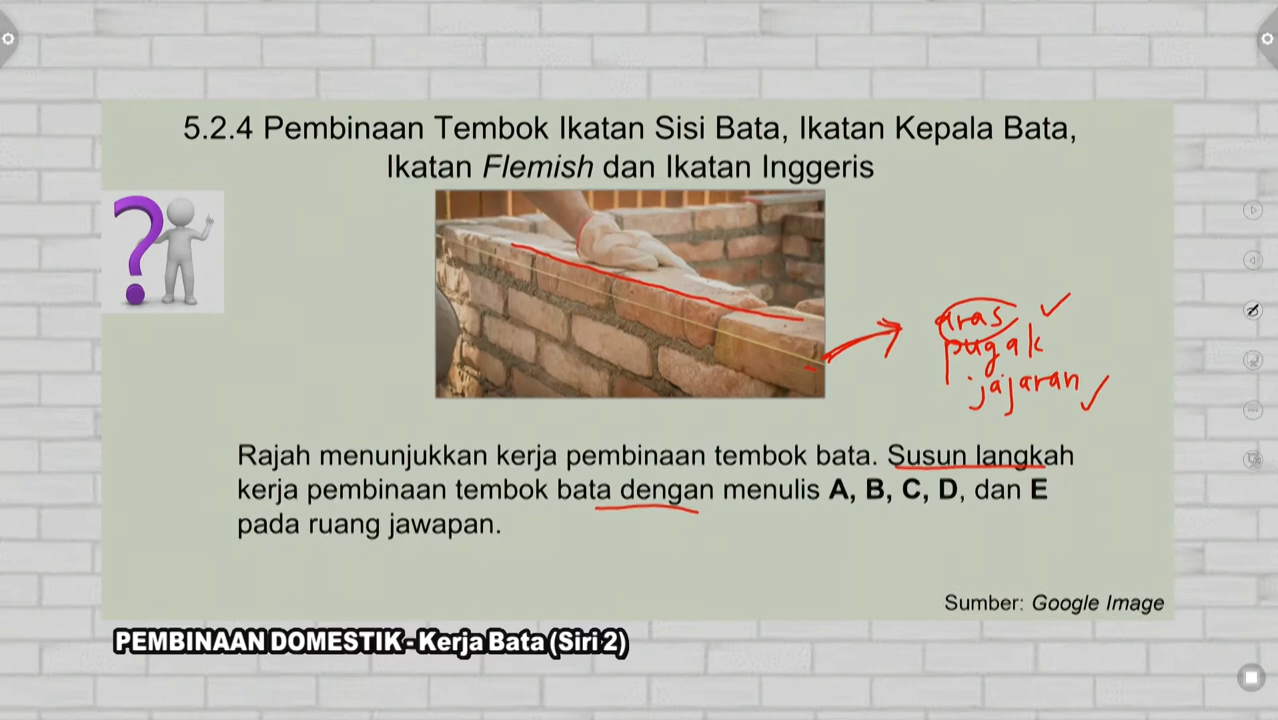 5.2.4 Pembinaan Tembok Ikatan Sisi Bata, Ikatan Kepala Bata,
Ikatan Flemish dan Ikatan Inggeris
aras
pugak
jajaran
Rajah menunjukkan kerja pembinaan tembok bata. Susun langkah
kerja pembinaan tembok bata dengan menulis A, B, C, D, dan E
pada ruang jawapan.
Sumber: Google Image
PEMBINAAN DOMESTIK - Kerja Bata (Siri 2)